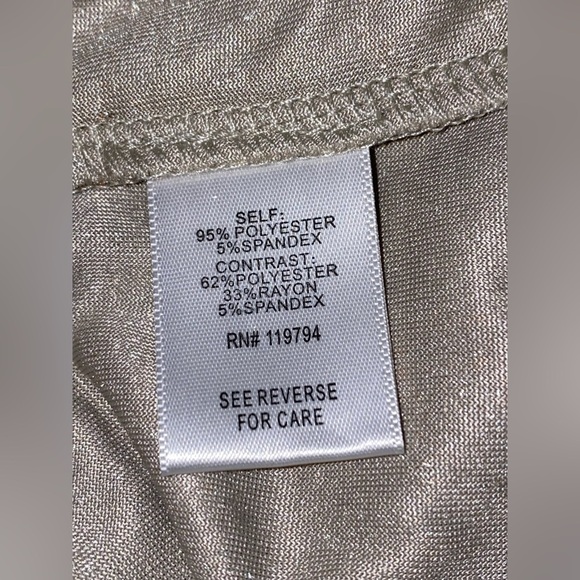 SELF:
95% POLYESTER
5%SPANDEX
CONTRAST:
62%POLYESTER
33%RAYON
5%SPANDEX
RN# 119794
SEE REVERSE
FOR CARE